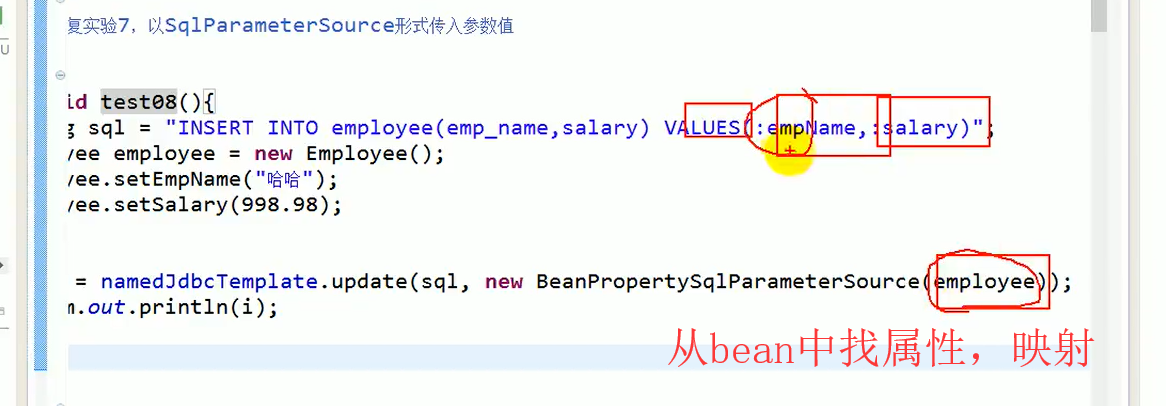 复实验7，以SqlParameterSource形式传入参数值
id test08(){
g sql = "INSERT INTO employee(emp_name,salary) VALUES(:empName,:salary)";
yee employee = new Employee();
yee.setEmpName("哈哈");
yee.setSalary(998.98);
= namedJdbcTemplate.update(sql, new BeanPropertySqlParameterSource(employee));
m.out.println(i);
从bean中找属性，映射